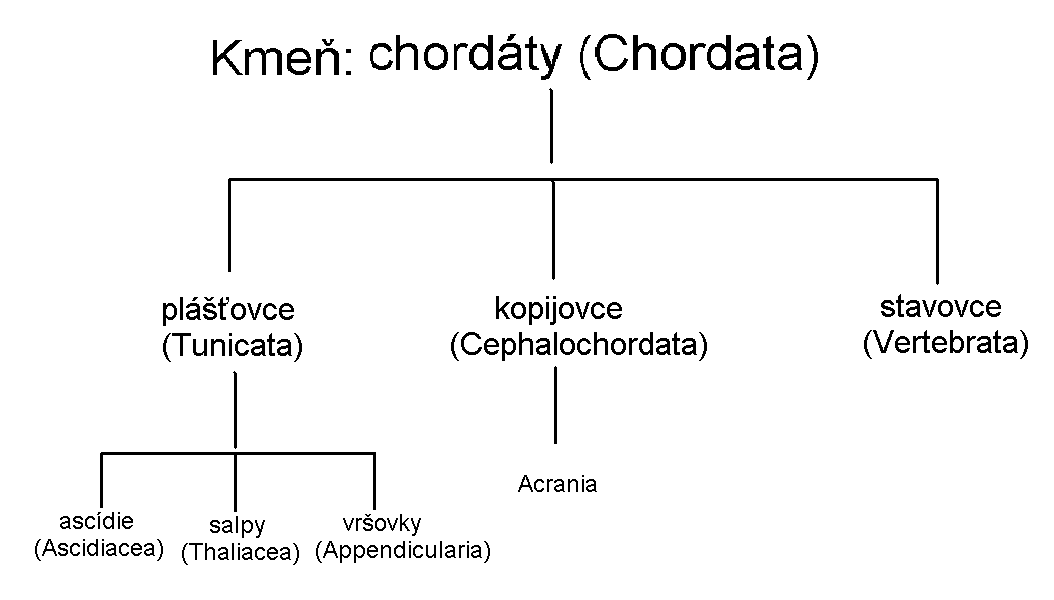 Kmeň: chordáty (Chordata)
plášťovce
(Tunicata)
kopijovce
(Cephalochordata)
stavovce
(Vertebrata)
Acrania
ascídie
(Ascidiacea)
salpy
(Thaliacea)
vršovky
(Appendicularia)